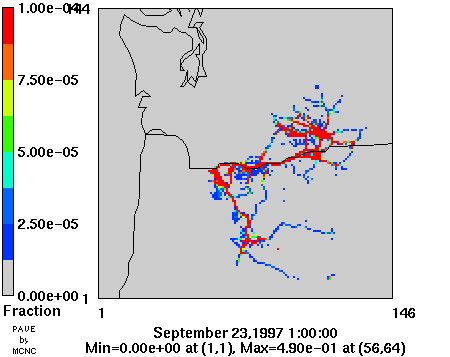 1.00e-04
144
7.50e-05
5.00e-05
2.50e-05
0.00e+00
1
Fraction
1
146
PAVE
by
MCNC
September 23,1997 1:00:00
Min=0.00e+00 at (1,1), Max=4.90e-01 at (56,64)